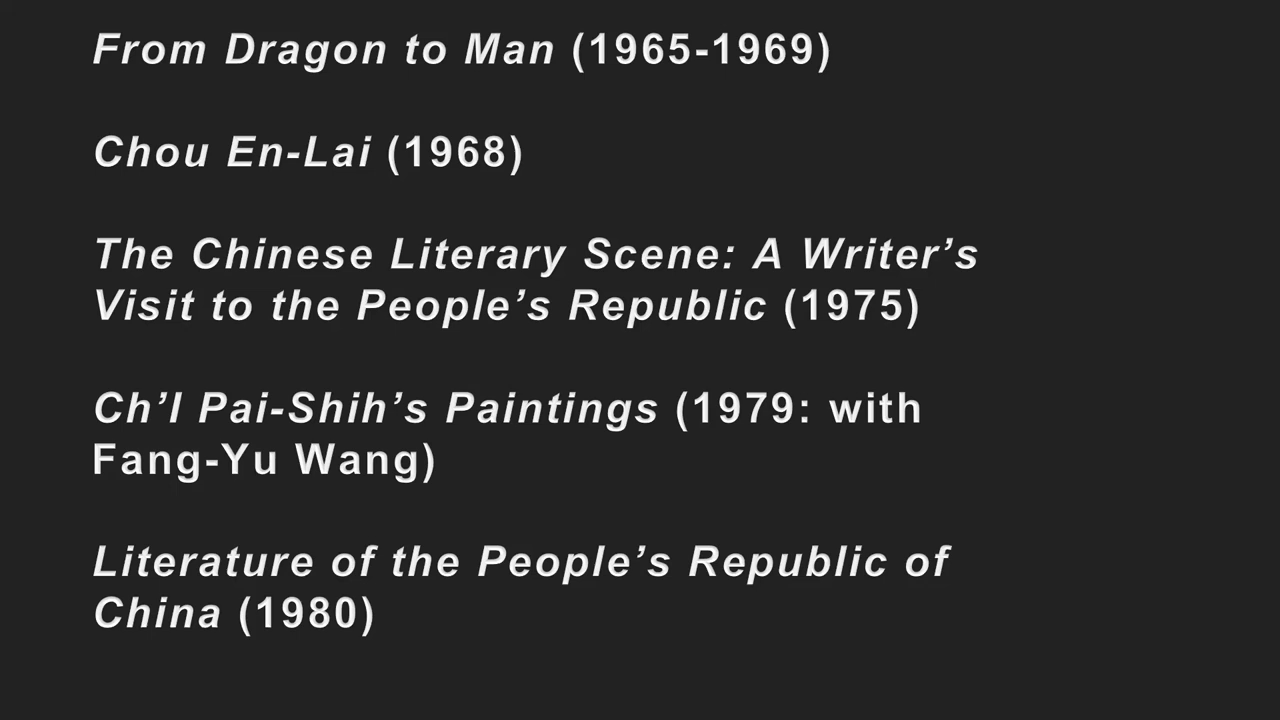 From Dragon to Man (1965-1969)
Chou En-Lai (1968)
The Chinese Literary Scene: A Writer’s
Visit to the People’s Republic (1975)
Ch’I Pai-Shih’s Paintings (1979: with
Fang-Yu Wang)
Literature of the People’s Republic of
China (1980)